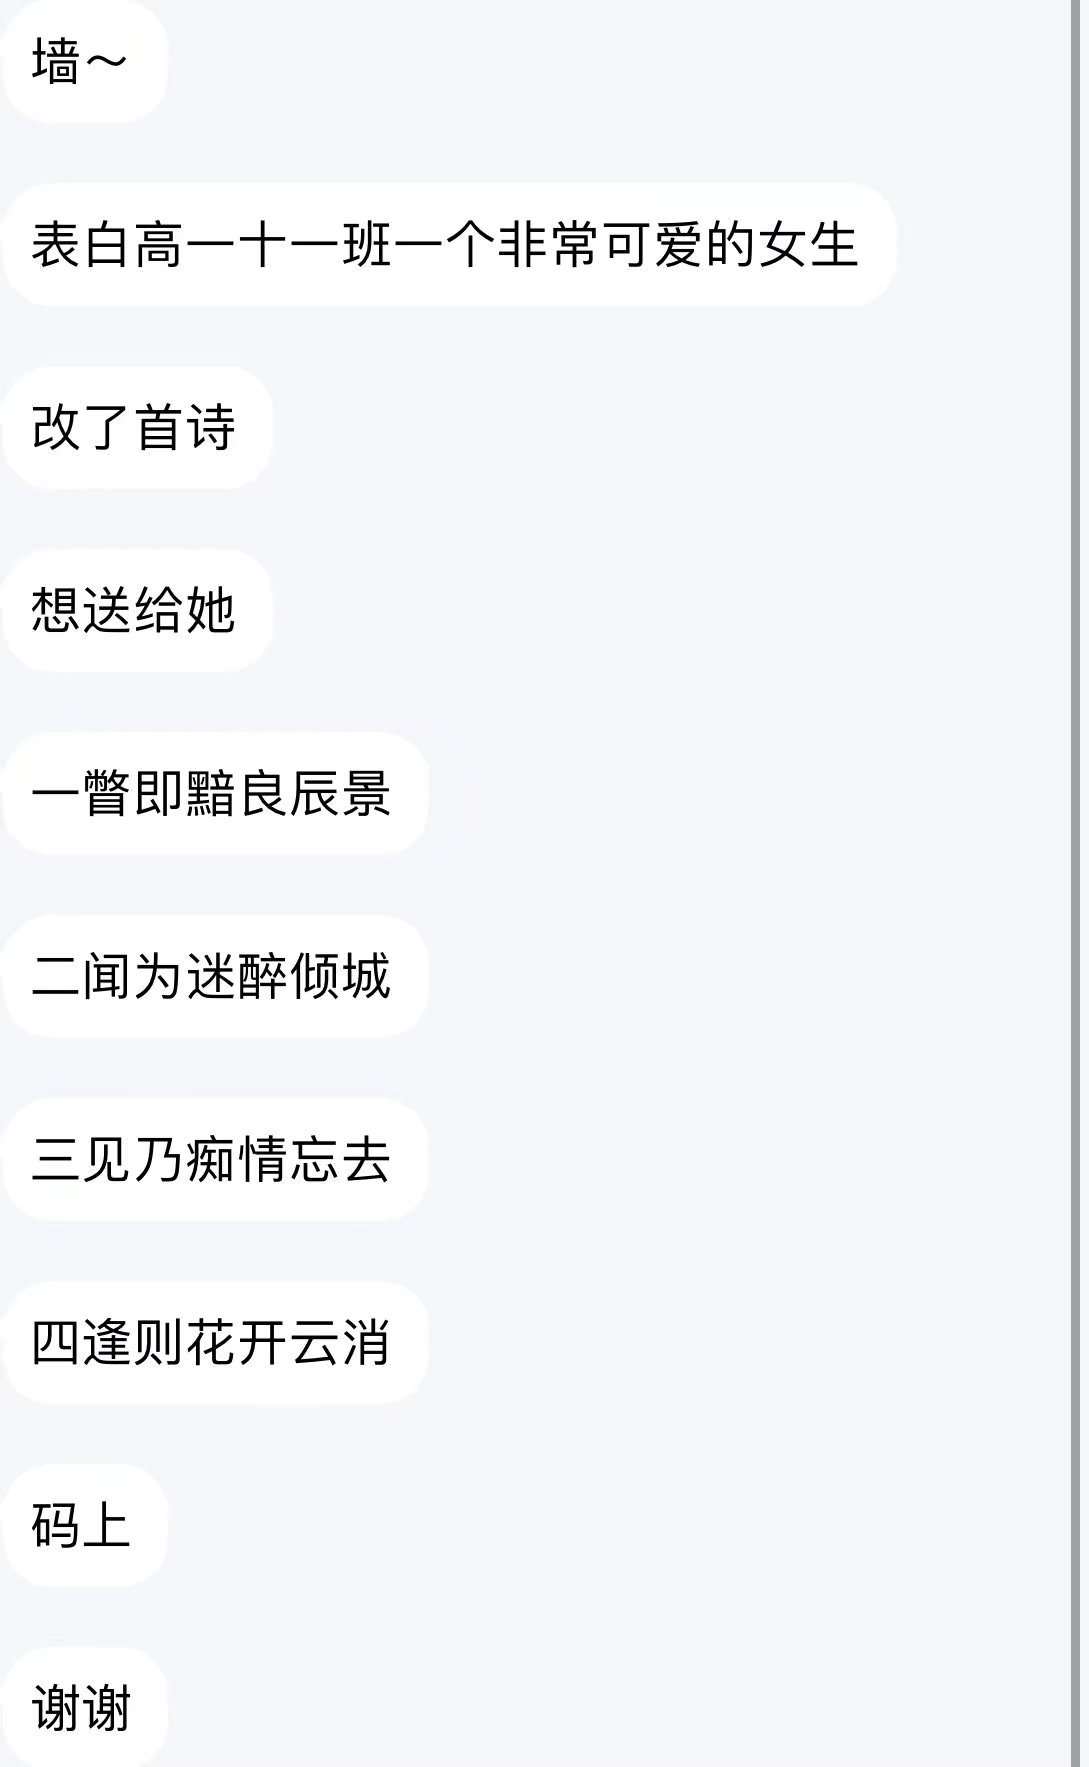 墙～
表白高一十一班一个非常可爱的女生
改了首诗
想送给她
一瞥即黯良辰景
二闻为迷醉倾城
三见乃痴情忘去
四逢则花开云消
码上
谢谢